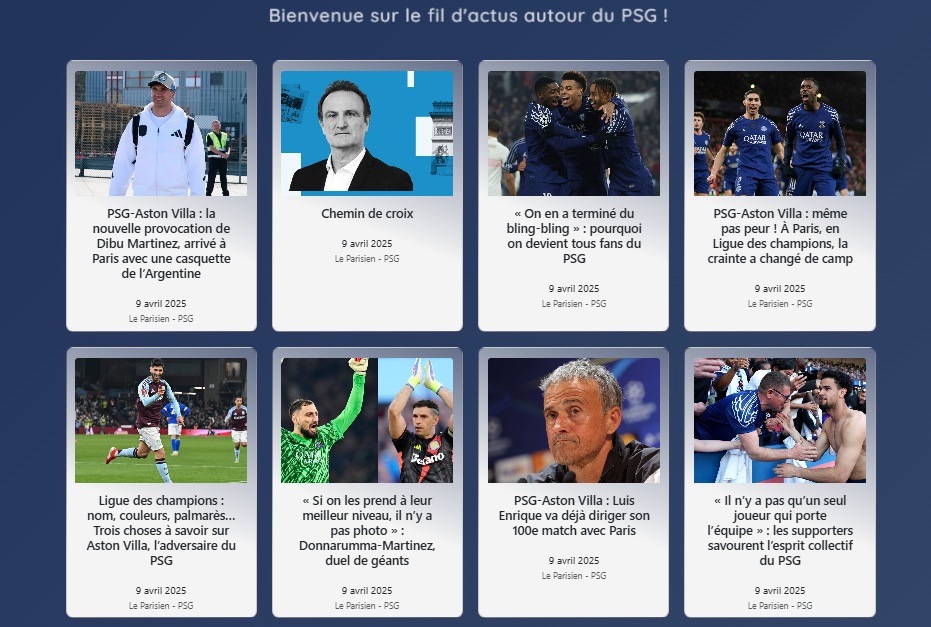 Bienvenue sur le fil d'actus autour du PSG !
PSG-Aston Villa : la
nouvelle provocation de
Dibu Martinez, arrivé à
Paris avec une casquette
de l'Argentine
9 avril 2025
Le Parisien - PSG
Chemin de croix
9 avril 2025
Le Parisien - PSG
« On en a terminé du
bling-bling » : pourquoi
on devient tous fans du
PSG
9 avril 2025
Le Parisien - PSG
QATAR
QATAR
PSG-Aston Villa : même
pas peur ! À Paris, en
Ligue des champions, la
crainte a changé de camp
9 avril 2025
Le Parisien - PSG
Ligue des champions :
nom, couleurs, palmarès...
Trois choses à savoir sur
Aston Villa, l'adversaire du
PSG
9 avril 2025
Le Parisien - PSG
Betano
« Si on les prend à leur
meilleur niveau, il n'y a
pas photo » :
Donnarumma-Martinez,
duel de géants
9 avril 2025
Le Parisien - PSG
PSG-Aston Villa : Luis
Enrique va déjà diriger son
100e match avec Paris
9 avril 2025
Le Parisien - PSG
« Il n'y a pas qu'un seul
joueur qui porte
l'équipe » : les supporters
savourent l'esprit collectif
du PSG
9 avril 2025
Le Parisien - PSG